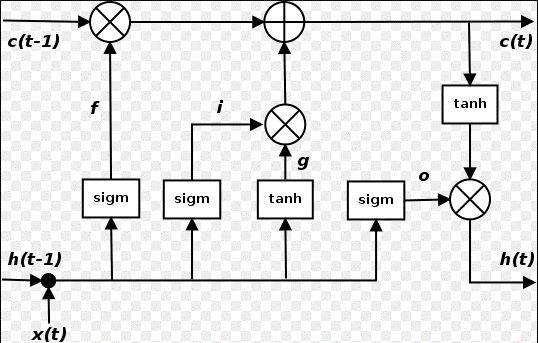 c(t-1)
c(t)
f
i
tanh
g
o
sigm
sigm
tanh
sigm
h(t-1)
h(t)
x(t)